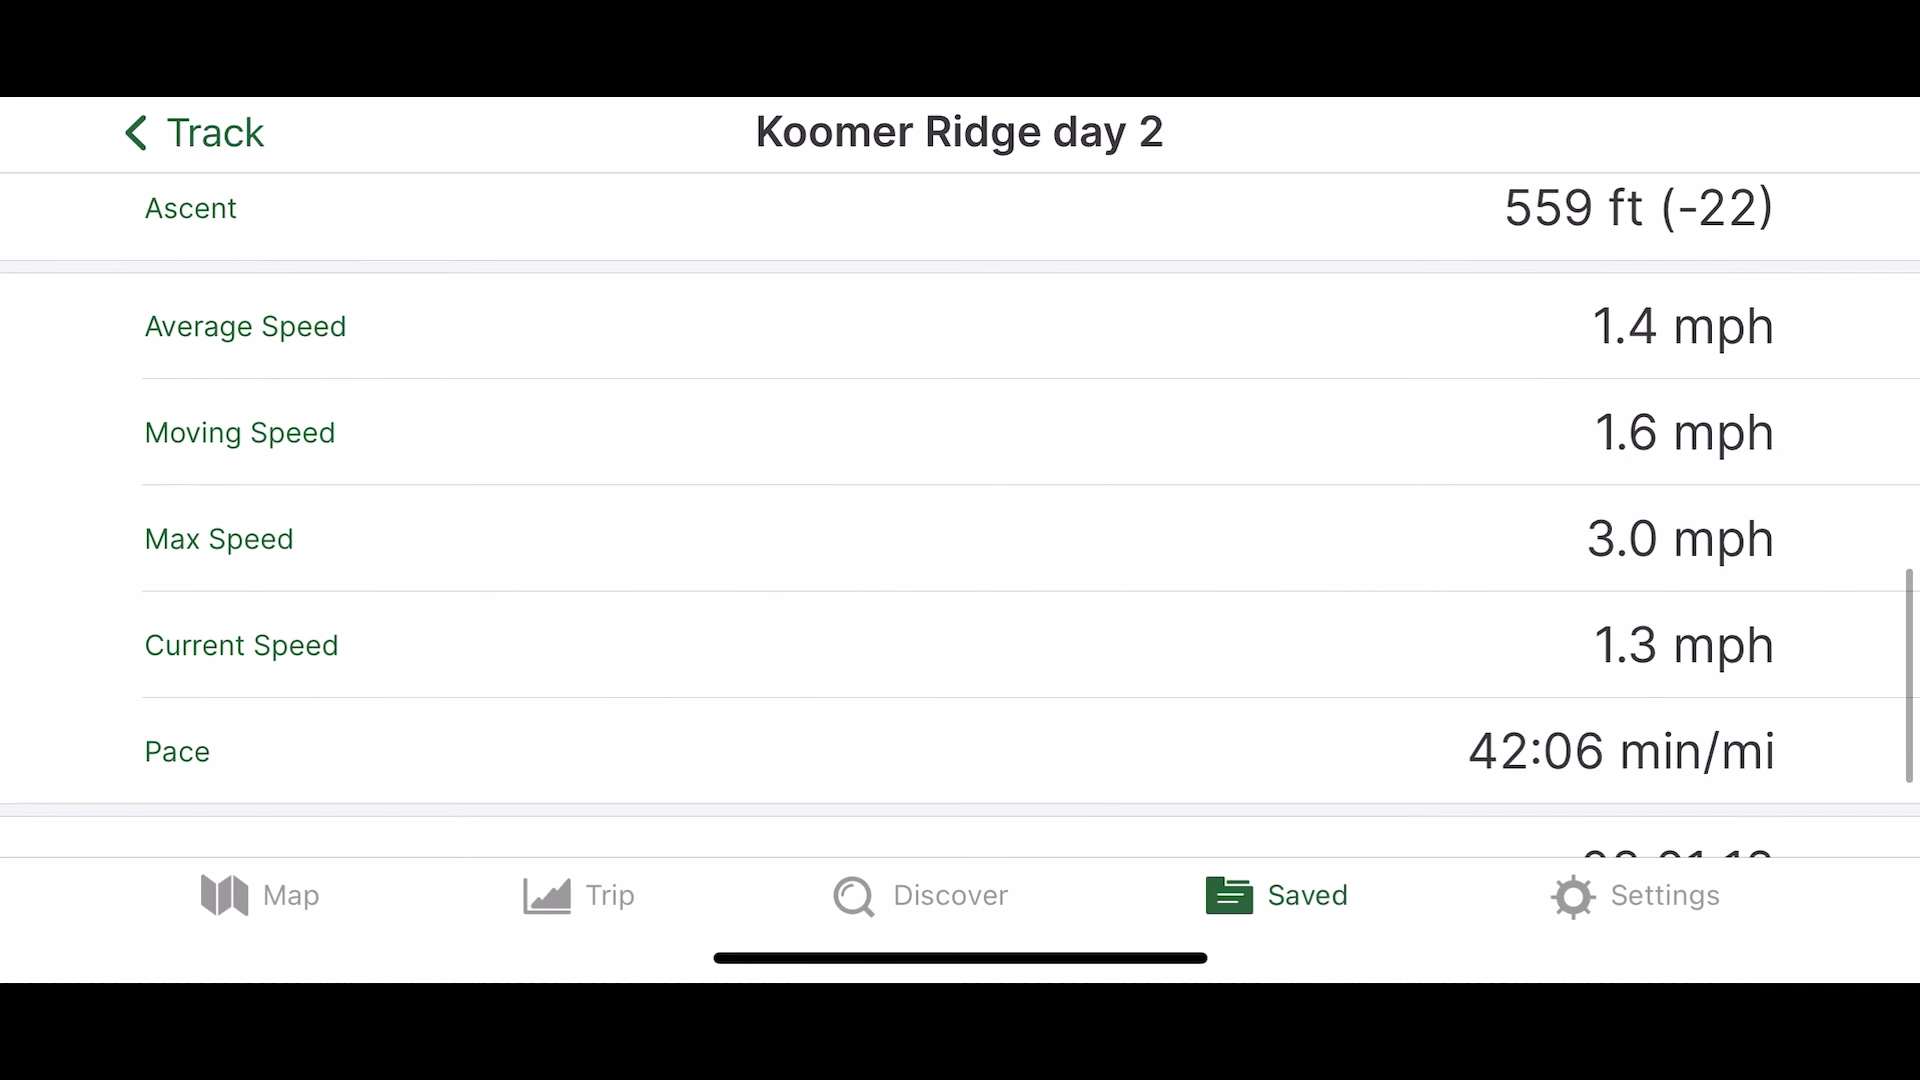 Track
Koomer Ridge day 2
Ascent 559 ft (-22)
Average Speed 1.4 mph
Moving Speed 1.6 mph
Max Speed 3.0 mph
Current Speed 1.3 mph
Pace 42:06 min/mi
Map Trip Discover Saved Settings